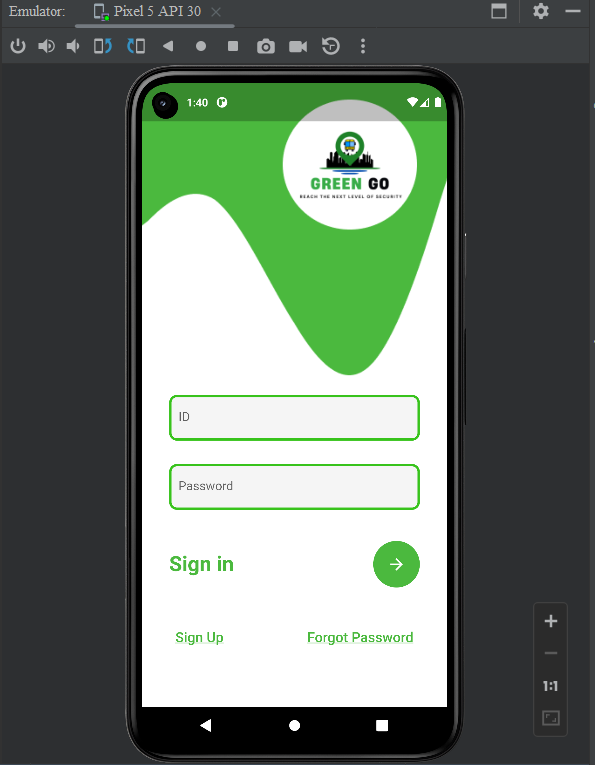 Emulator: Pixel 5 API 30
1:40
GREEN GO
REACH THE NEXT LEVEL OF SECURITY
ID
Password
Sign in
Sign Up Forgot Password
1:1